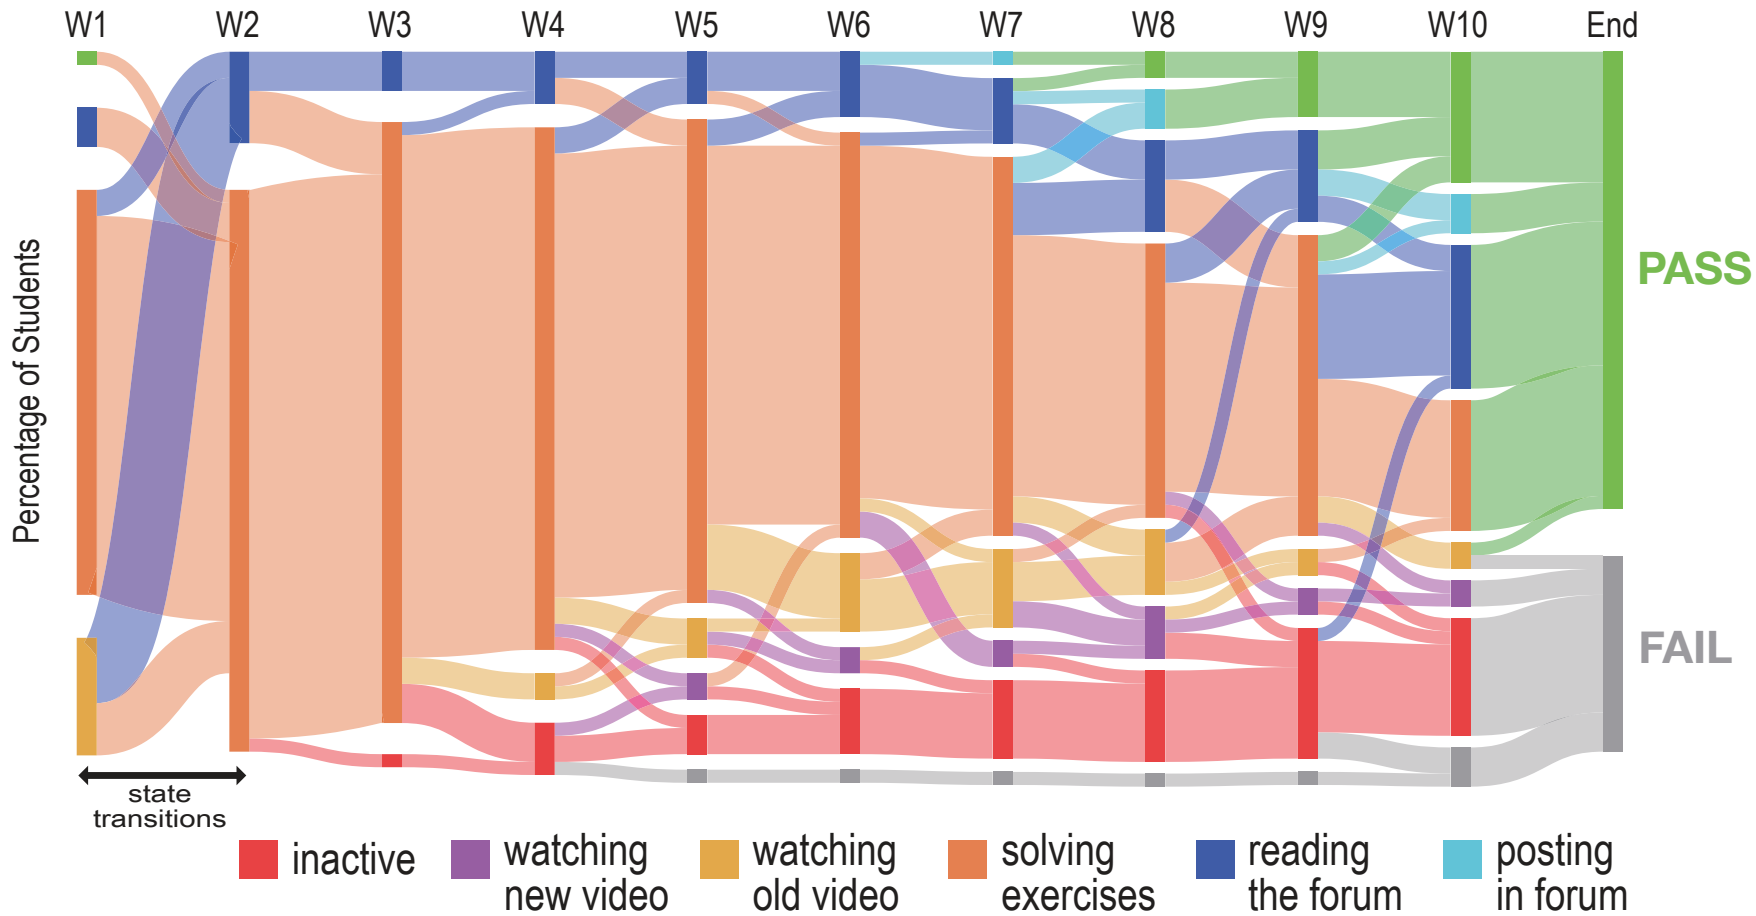 W1 W2 W3 W4 W5 W6 W7 W8 W9 W10 End
Percentage of Students
PASS
FAIL
state
transitions
inactive
watching
new video
watching
old video
solving
exercises
reading
the forum
posting
in forum